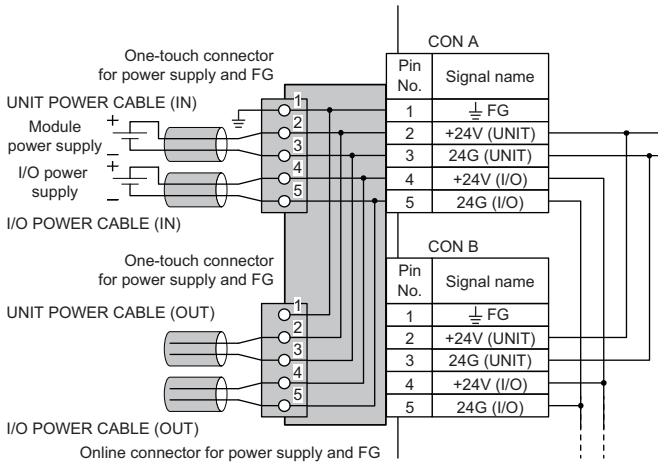 CON A
One-touch connector
for power supply and FG
Pin No.
Signal name
UNIT POWER CABLE (IN)
1
1 FG
Module power supply
+
−
2
2 +24V (UNIT)
3
3 24G (UNIT)
I/O power supply
+
−
4
4 +24V (I/O)
5
5 24G (I/O)
I/O POWER CABLE (IN)
CON B
One-touch connector
for power supply and FG
Pin No.
Signal name
UNIT POWER CABLE (OUT)
1
1 FG
2
2 +24V (UNIT)
3
3 24G (UNIT)
4
4 +24V (I/O)
5
5 24G (I/O)
I/O POWER CABLE (OUT)
Online connector for power supply and FG